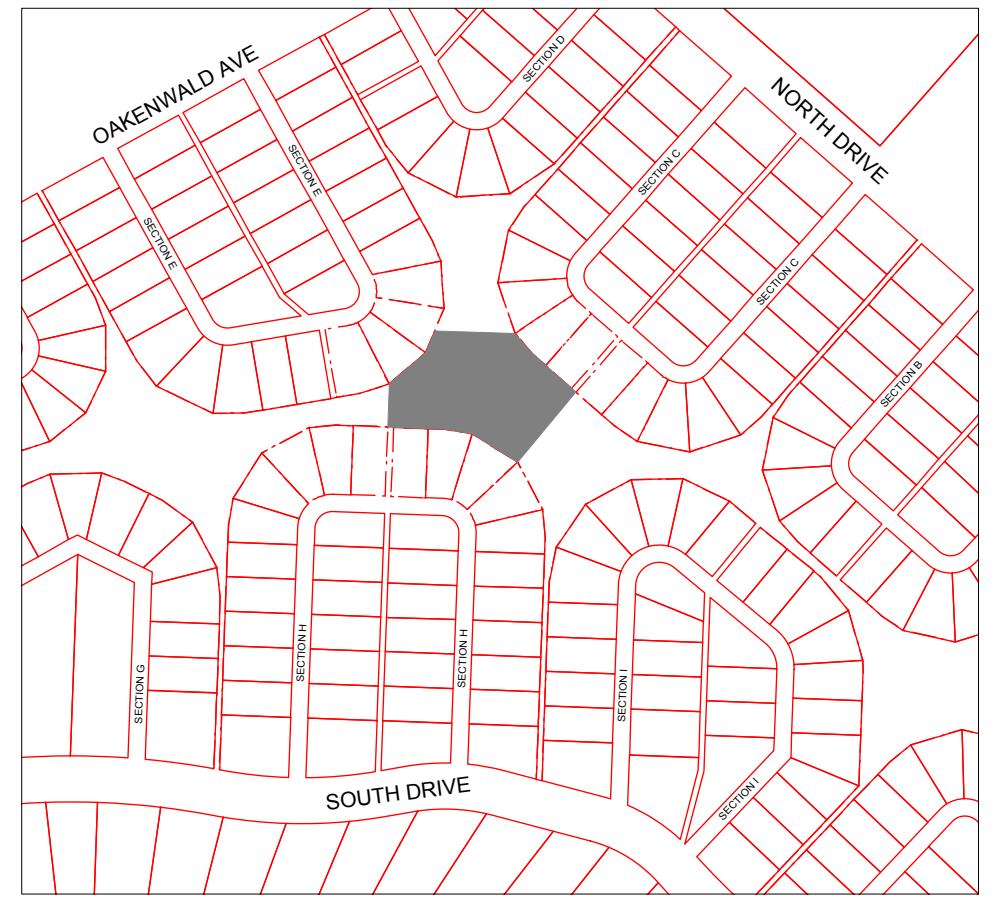 OAKENWALD AVE
SECTION D
NORTH DRIVE
SECTION E
SECTION C
SECTION E
SECTION C
SECTION B
SECTION H
SECTION H
SECTION G
SECTION I
SOUTH DRIVE
SECTION I